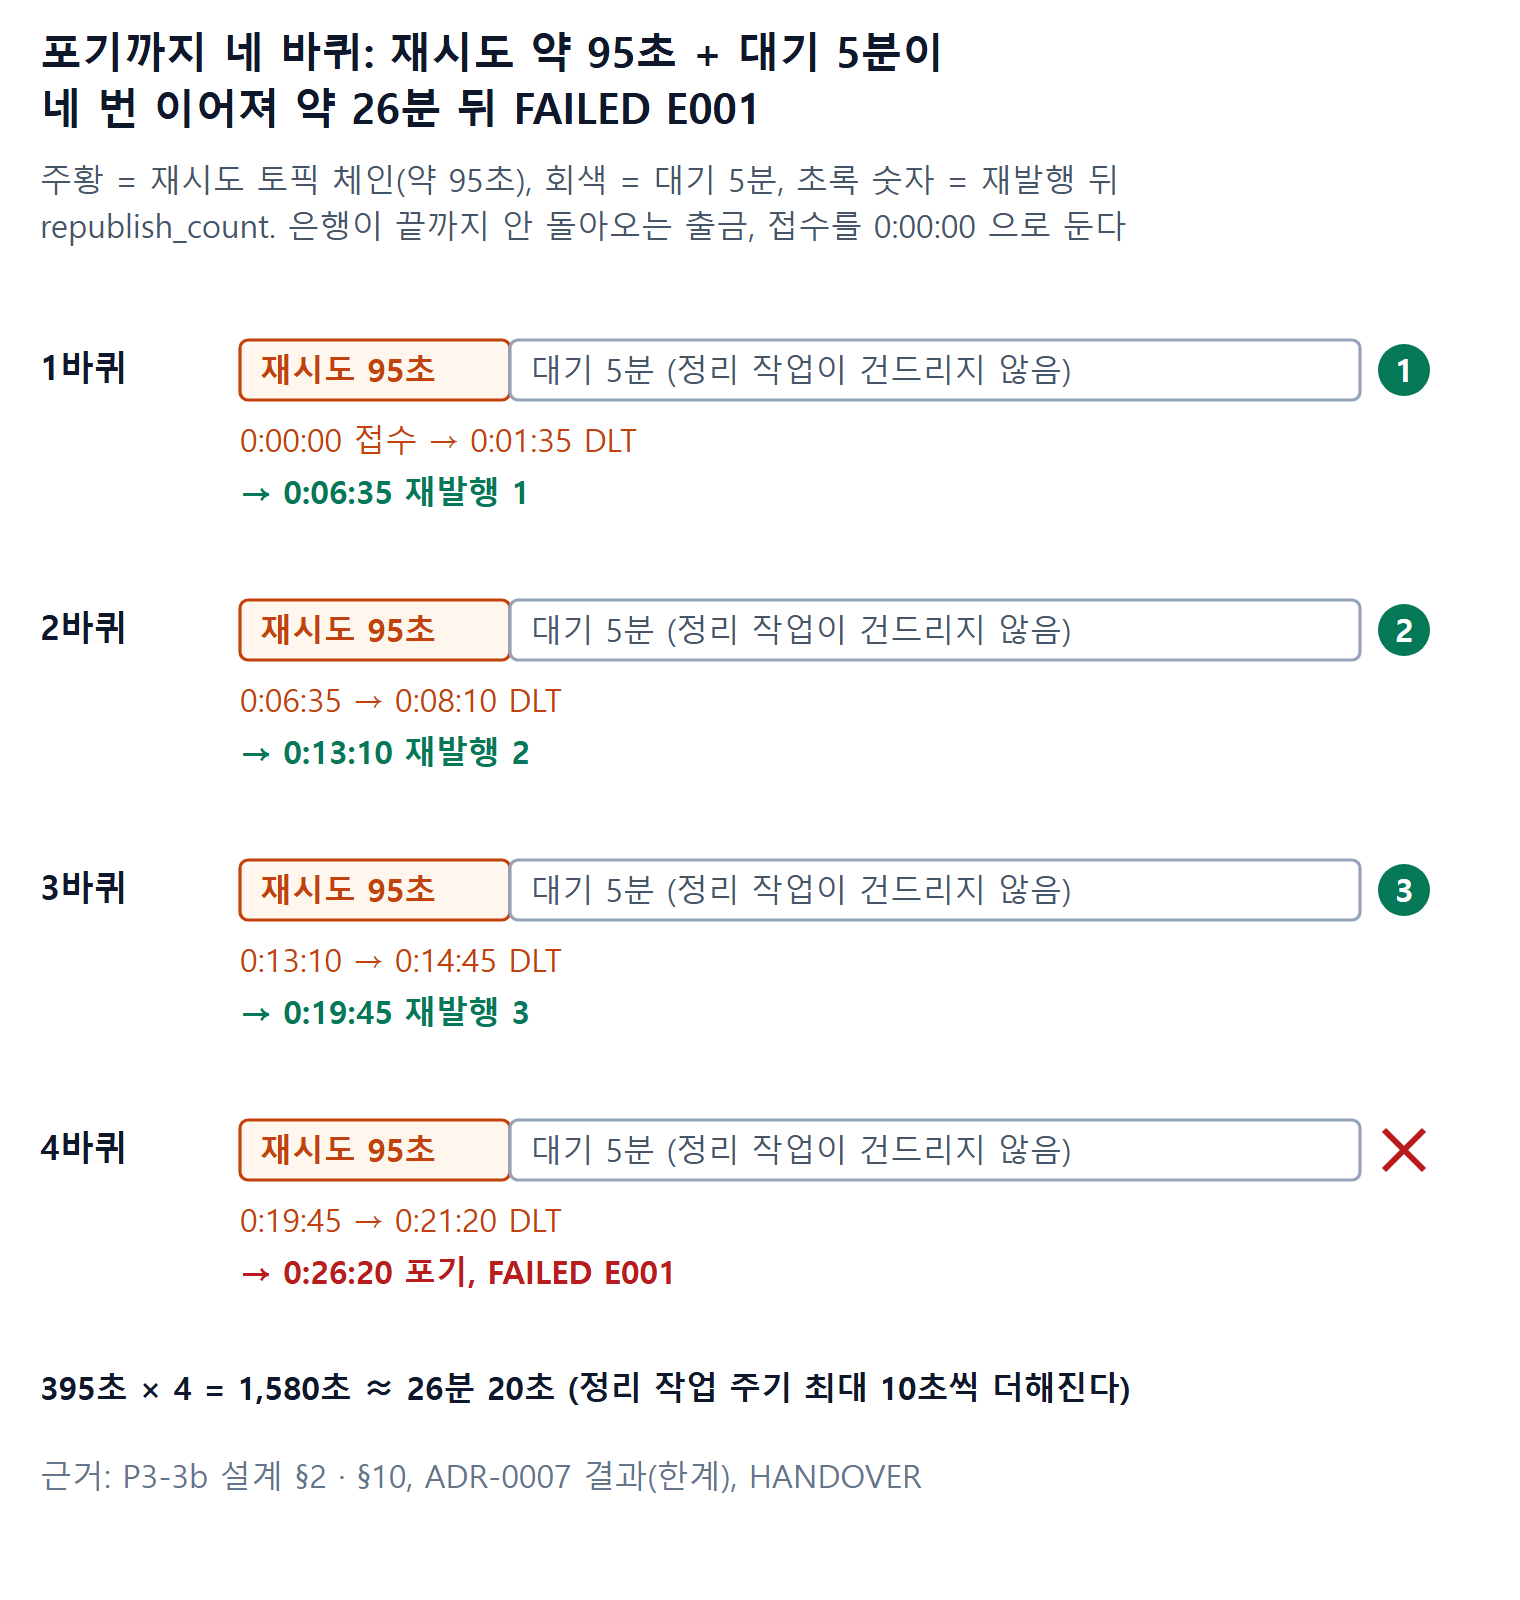 포기까지 네 바퀴: 재시도 약 95초 + 대기 5분이
네 번 이어져 약 26분 뒤 FAILED E001
주황 = 재시도 토픽 체인(약 95초), 회색 = 대기 5분, 초록 숫자 = 재발행 뒤
republish_count. 은행이 끝까지 안 돌아오는 출금, 접수를 0:00:00 으로 둔다
1바퀴 재시도 95초 대기 5분 (정리 작업이 건드리지 않음) 1
0:00:00 접수 → 0:01:35 DLT
→ 0:06:35 재발행 1
2바퀴 재시도 95초 대기 5분 (정리 작업이 건드리지 않음) 2
0:06:35 → 0:08:10 DLT
→ 0:13:10 재발행 2
3바퀴 재시도 95초 대기 5분 (정리 작업이 건드리지 않음) 3
0:13:10 → 0:14:45 DLT
→ 0:19:45 재발행 3
4바퀴 재시도 95초 대기 5분 (정리 작업이 건드리지 않음)
0:19:45 → 0:21:20 DLT
→ 0:26:20 포기, FAILED E001
395초 × 4 = 1,580초 ≈ 26분 20초 (정리 작업 주기 최대 10초씩 더해진다)
근거: P3-3b 설계 §2 · §10, ADR-0007 결과(한계), HANDOVER